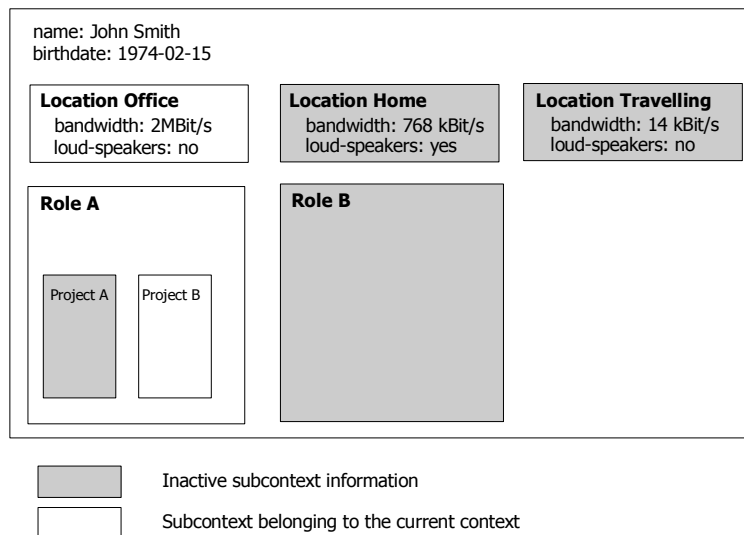 name: John Smith
birthdate: 1974-02-15
Location Office
bandwidth: 2MBit/s
loud-speakers: no
Location Home
bandwidth: 768 kBit/s
loud-speakers: yes
Location Travelling
bandwidth: 14 kBit/s
loud-speakers: no
Role A
Project A
Project B
Role B
Inactive subcontext information
Subcontext belonging to the current context